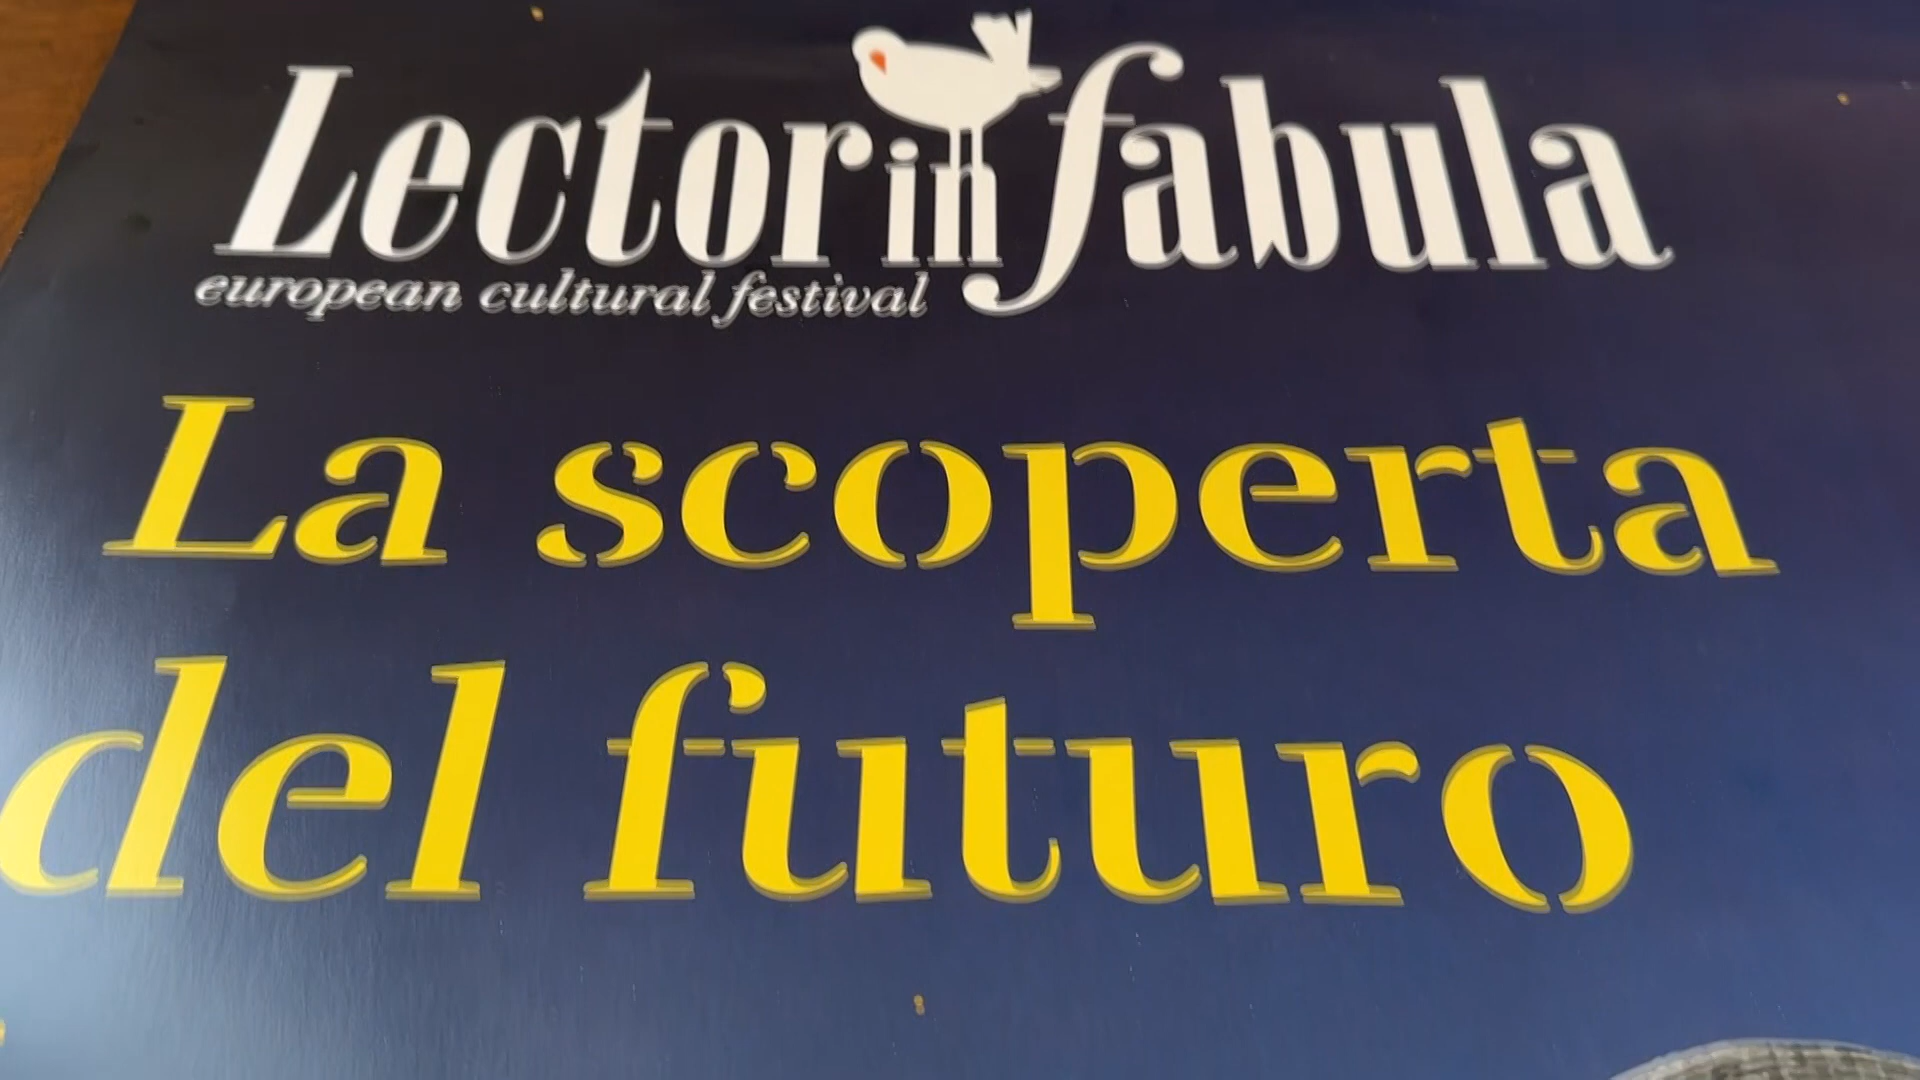 Lector in fabula
european cultural festival
La scoperta
del futuro